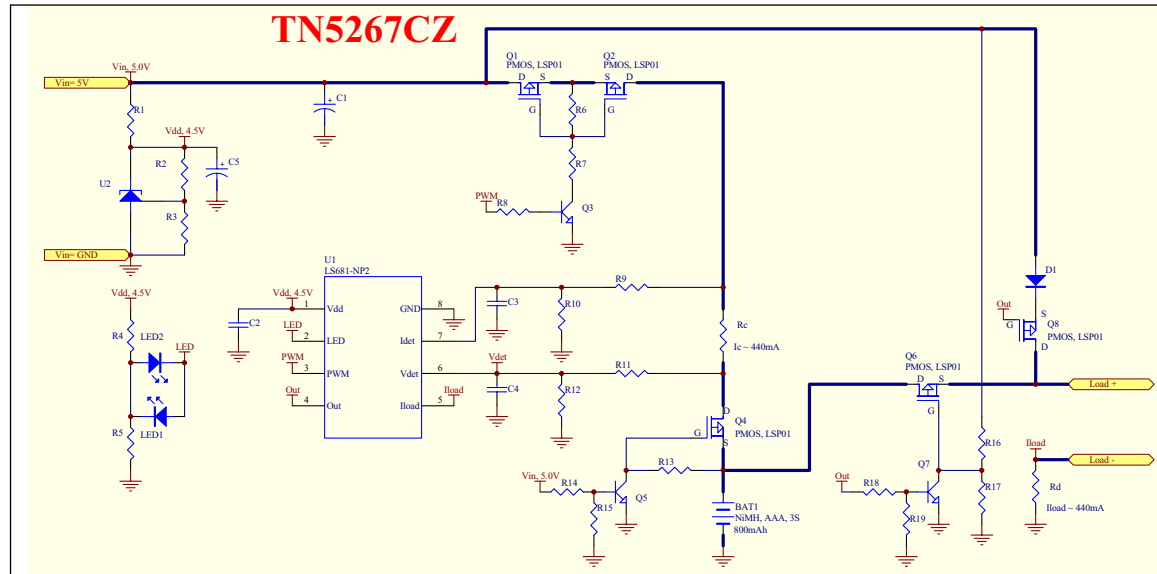 TN5267CZ
Vin, 5.0V
Vin= 5V
R1
Vdd, 4.5V
R2
C5
U2
R3
Vin= GND
C1
Q1
PMOS, LSP01
D S
G
Q2
PMOS, LSP01
S D
G
R6
R7
PWM
R8
Q3
Vdd, 4.5V
R4
LED2
LED
LED1
R5
U1
LS681-NP2
Vdd, 4.5V
C2
1 Vdd
LED
2 LED
PWM
3 PWM
Out
4 Out
GND 8
Idet 7
Vdet 6
Iload 5
Vdet
Iload
C3
C4
R9
R10
R11
R12
Rc
Ic ~ 440mA
D
G
S
Q4
PMOS, LSP01
R13
Vin, 5.0V
R14
R15
Q5
BAT1
NiMH, AAA, 3S
800mAh
D1
Out
S
G
D
Q8
PMOS, LSP01
Q6
PMOS, LSP01
D S
G
Load +
R16
Iload
Load -
Q7
Out
R18
R19
R17
Rd
Iload ~ 440mA